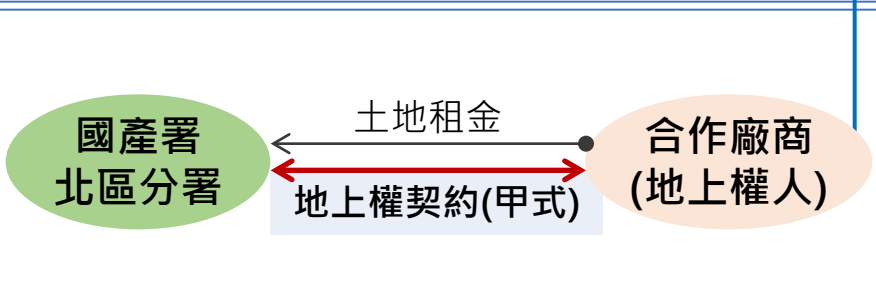 國產署
北區分署
土地租金
地上權契約(甲式)
合作廠商
(地上權人)